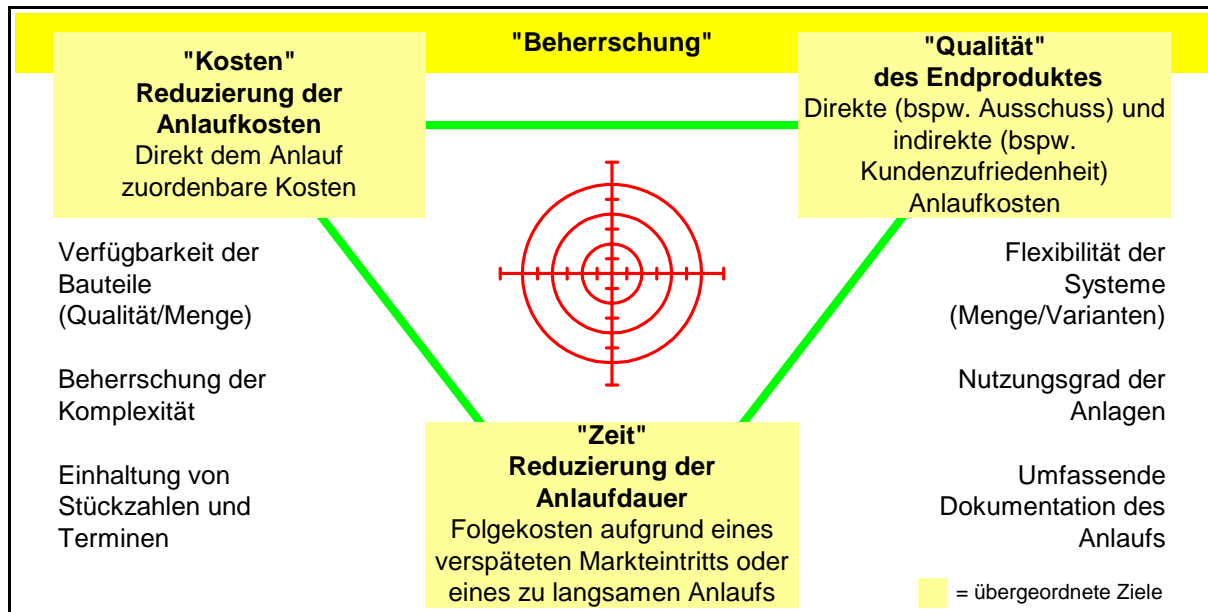 "Beherrschung"
"Kosten"
Reduzierung der
Anlaufkosten
Direkt dem Anlauf
zuordenbare Kosten
"Qualität"
des Endproduktes
Direkte (bspw. Ausschuss) und
indirekte (bspw.
Kundenzufriedenheit)
Anlaufkosten
Verfügbarkeit der
Bauteile
(Qualität/Menge)
Beherrschung der
Komplexität
Einhaltung von
Stückzahlen und
Terminen
Flexibilität der
Systeme
(Menge/Varianten)
Nutzungsgrad der
Anlagen
Umfassende
Dokumentation des
Anlaufs
"Zeit"
Reduzierung der
Anlaufdauer
Folgekosten aufgrund eines
verspäteten Markteintritts oder
eines zu langsamen Anlaufs
= übergeordnete Ziele